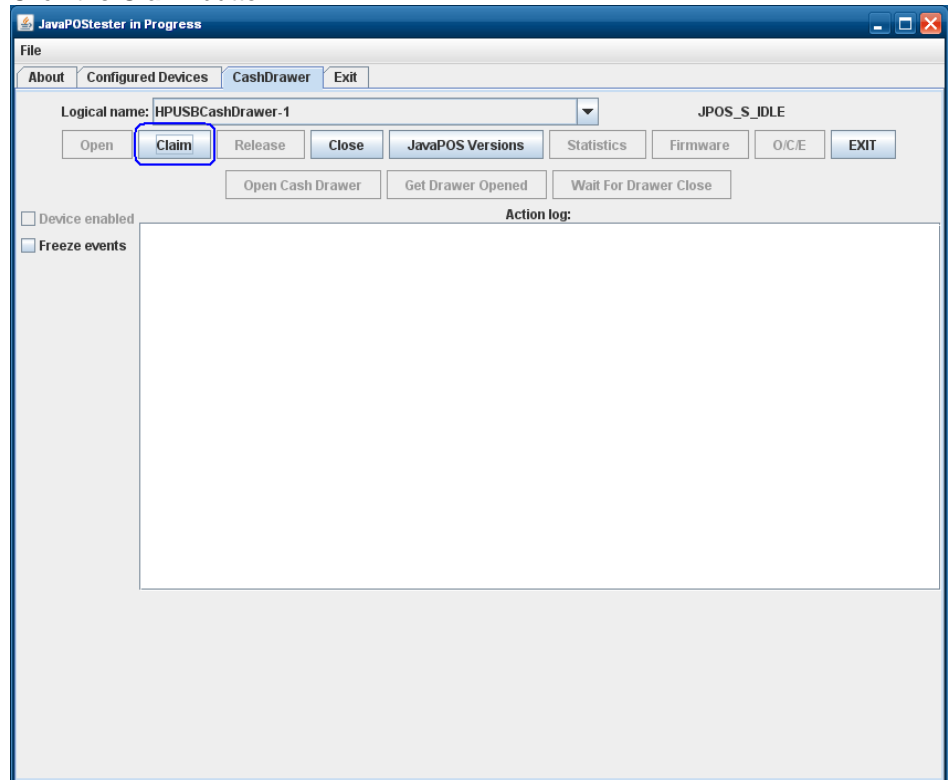 JavaPOStester in Progress
File
About Configured Devices CashDrawer Exit
Logical name: HPUSBCashDrawer-1 JPOS_S_IDLE
Open Claim Release Close JavaPOS Versions Statistics Firmware O/C/E EXIT
Open Cash Drawer Get Drawer Opened Wait For Drawer Close
Device enabled Action log:
Freeze events